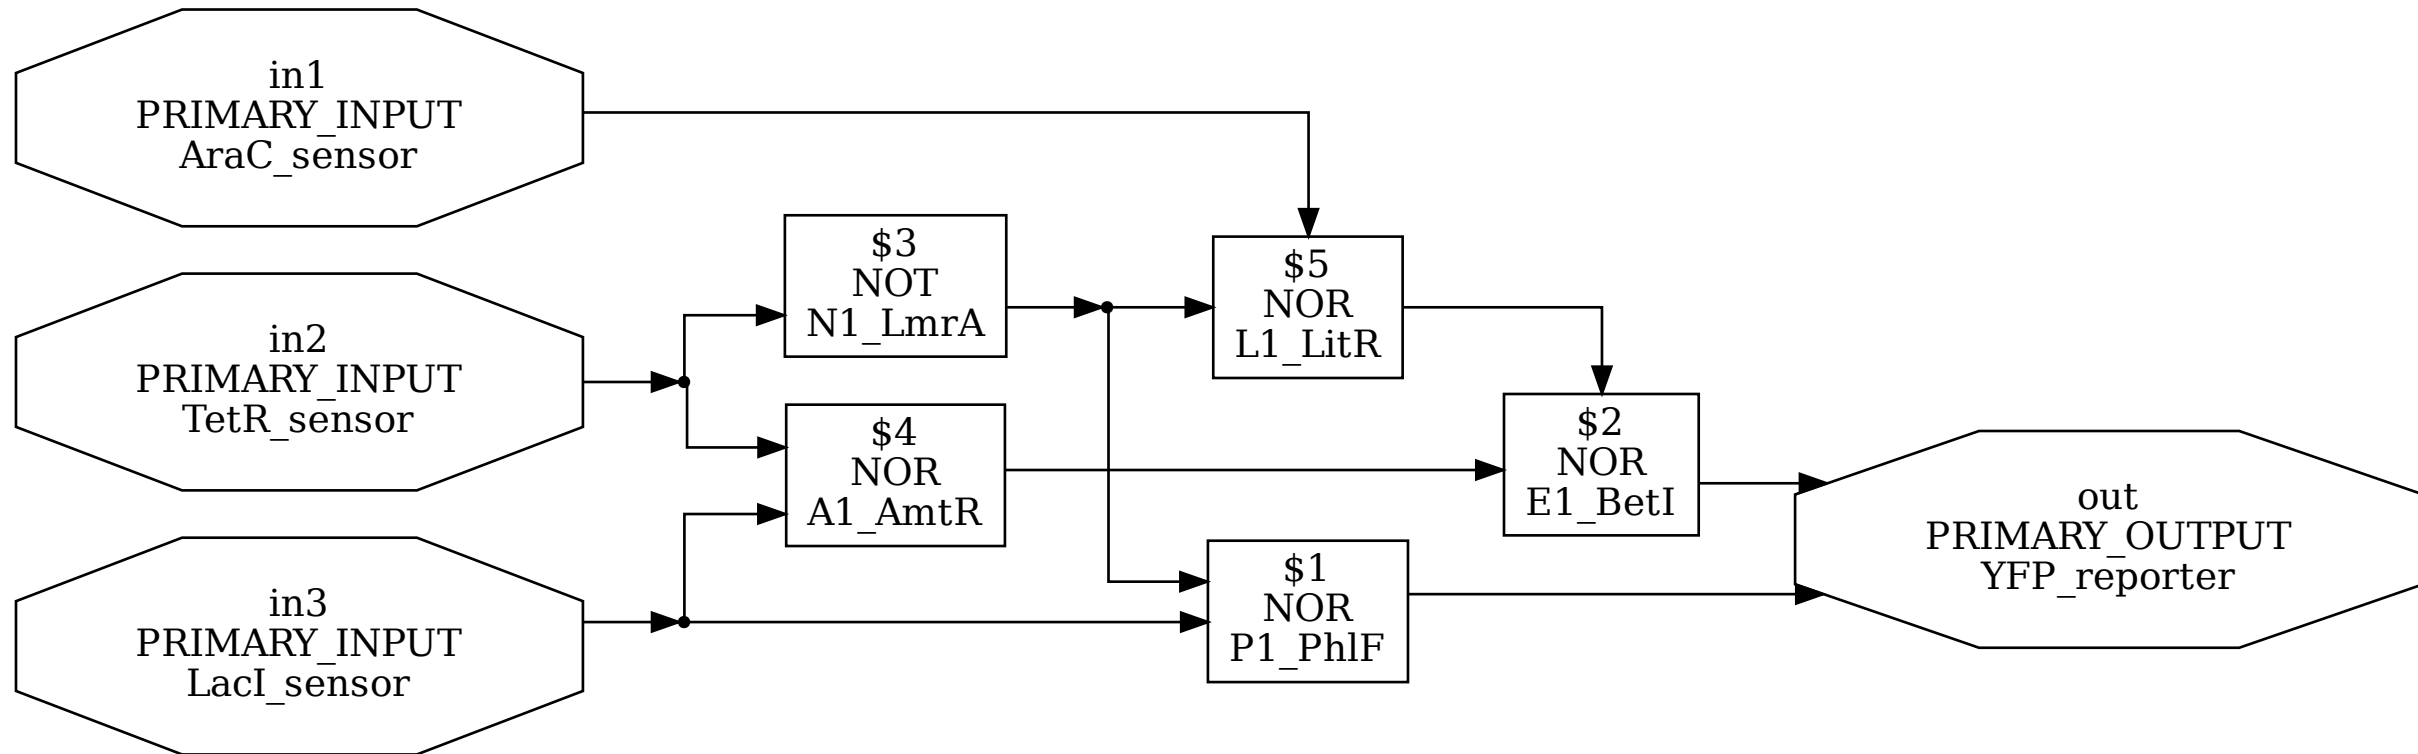 in1
PRIMARY_INPUT
AraC_sensor
in2
PRIMARY_INPUT
TetR_sensor
in3
PRIMARY_INPUT
LacI_sensor
$3
NOT
N1_LmrA
$4
NOR
A1_AmtR
$5
NOR
L1_LitR
$1
NOR
P1_PhlF
$2
NOR
E1_BetI
out
PRIMARY_OUTPUT
YFP_reporter